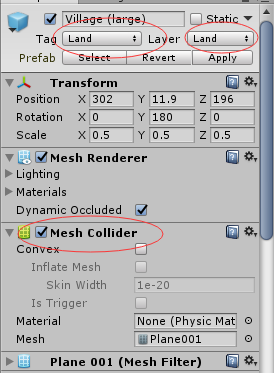 Village (large) Static
Tag Land Layer Land
Prefab Select Revert Apply
Transform
Position X 302 Y 11.9 Z 196
Rotation X 0 Y 180 Z 0
Scale X 0.5 Y 0.5 Z 0.5
Mesh Renderer
Lighting
Materials
Dynamic Occluded
Mesh Collider
Convex
Inflate Mesh
Skin Width 1e-20
Is Trigger
Material None (Physic Mat
Mesh Plane001
Plane 001 (Mesh Filter)